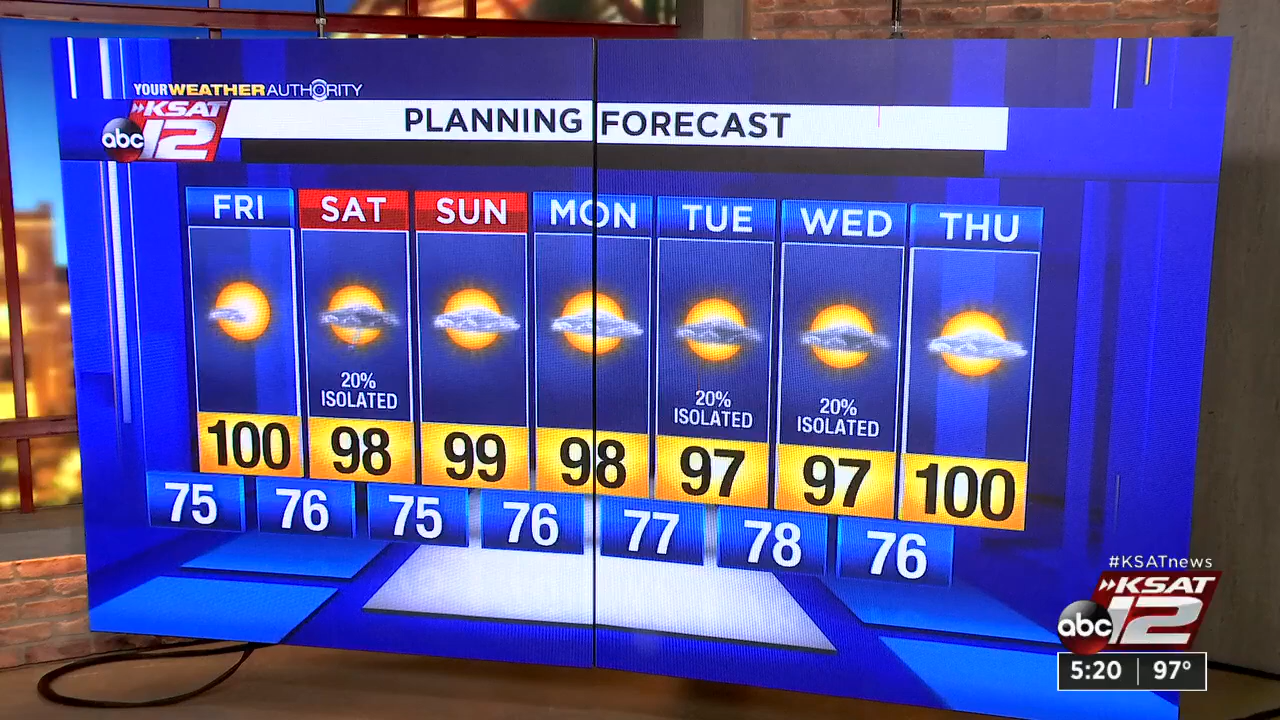 YOUR WEATHER AUTHORITY
KSAT
abc 12
PLANNING FORECAST
FRI SAT SUN MON TUE WED THU
20% 20% 20%
ISOLATED ISOLATED ISOLATED
100 98 99 98 97 97 100
75 76 75 76 77 78 76
#KSATnews
KSAT
abc 12
5:20 97°